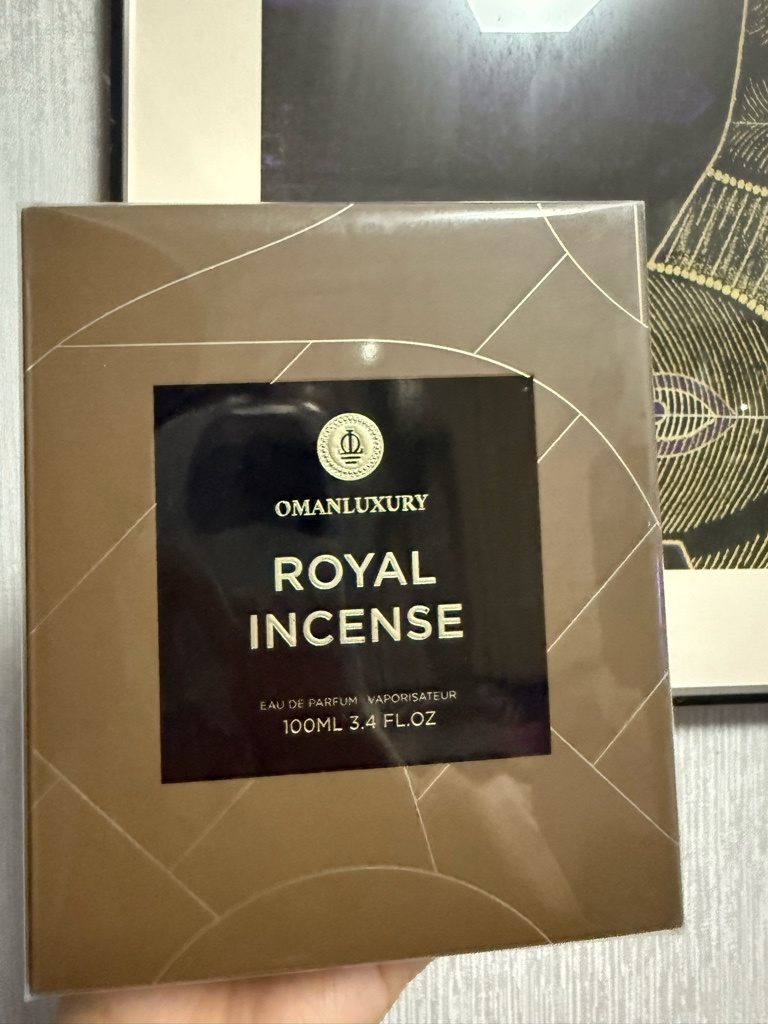 OMANLUXURY
ROYAL
INCENSE
EAU DE PARFUM VAPORISATEUR
100ML 3.4 FL.OZ